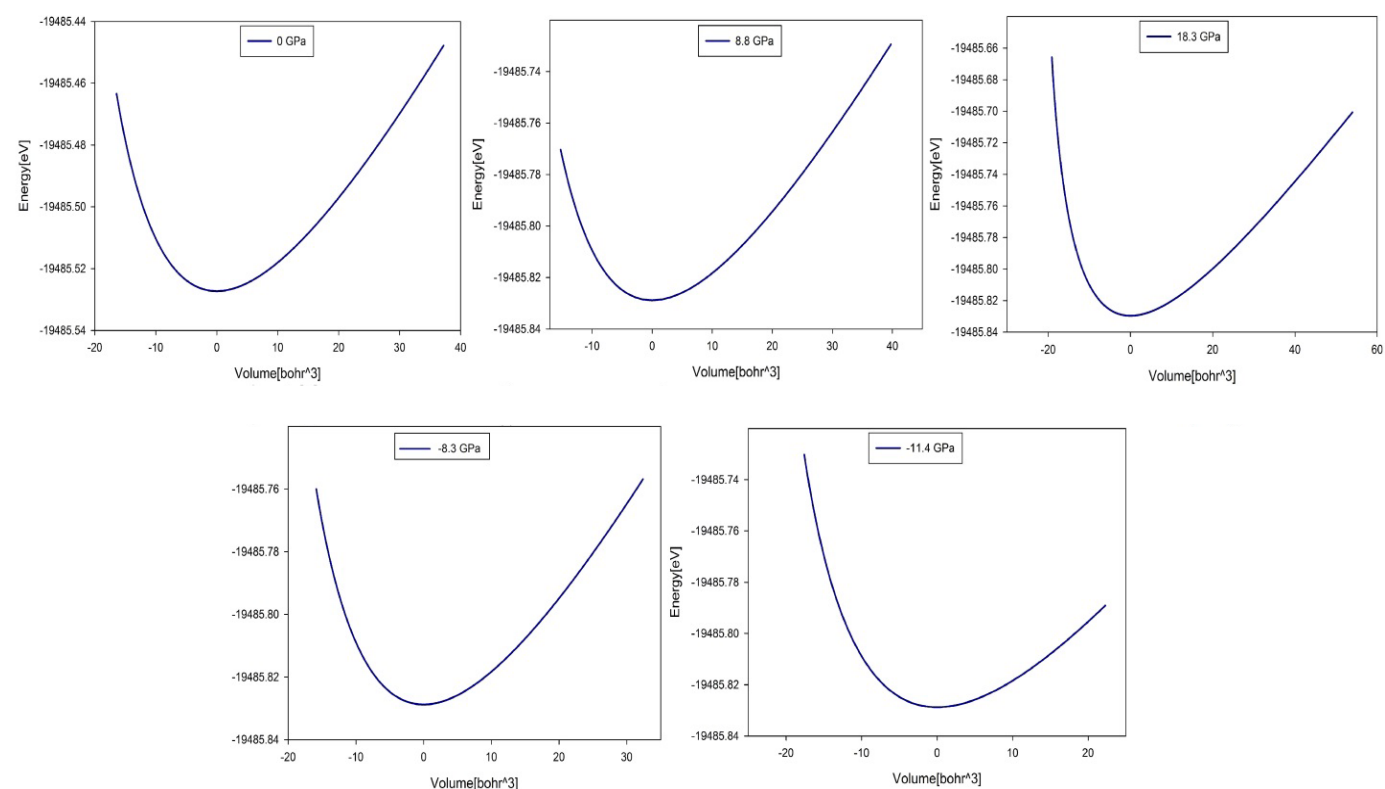 0 GPa
Energy[eV]
-19485.44
-19485.46
-19485.48
-19485.50
-19485.52
-19485.54
-20 -10 0 10 20 30 40
Volume[bohr^3]
8.8 GPa
Energy[eV]
-19485.74
-19485.76
-19485.78
-19485.80
-19485.82
-19485.84
-10 0 10 20 30 40
Volume[bohr^3]
18.3 GPa
Energy[eV]
-19485.66
-19485.68
-19485.70
-19485.72
-19485.74
-19485.76
-19485.78
-19485.80
-19485.82
-19485.84
-20 0 20 40 60
Volume[bohr^3]
-8.3 GPa
-19485.76
-19485.78
-19485.80
-19485.82
-19485.84
-20 -10 0 10 20 30
Volume[bohr^3]
-11.4 GPa
Energy[eV]
-19485.74
-19485.76
-19485.78
-19485.80
-19485.82
-19485.84
-20 -10 0 10 20
Volume[bohr^3]